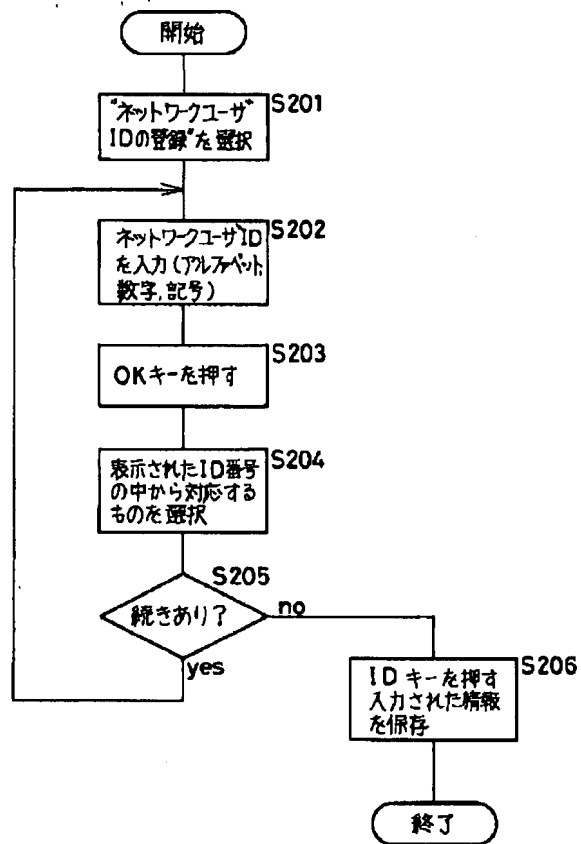 開始
"ネットワークユーザ"
IDの登録"を選択
S201
ネットワークユーザID
を入力(アルファベット,
数字,記号)
S202
OKキーを押す
S203
表示されたID番号
の中から対応する
ものを選択
S204
S205
続きあり?
no
yes
IDキーを押す
入力された情報
を保存
S206
終了